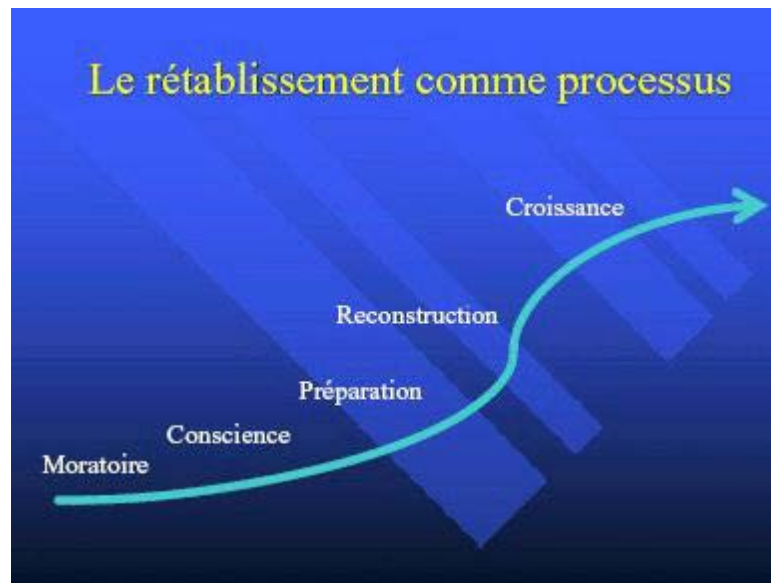 Le rétablissement comme processus
Croissance
Reconstruction
Préparation
Conscience
Moratoire